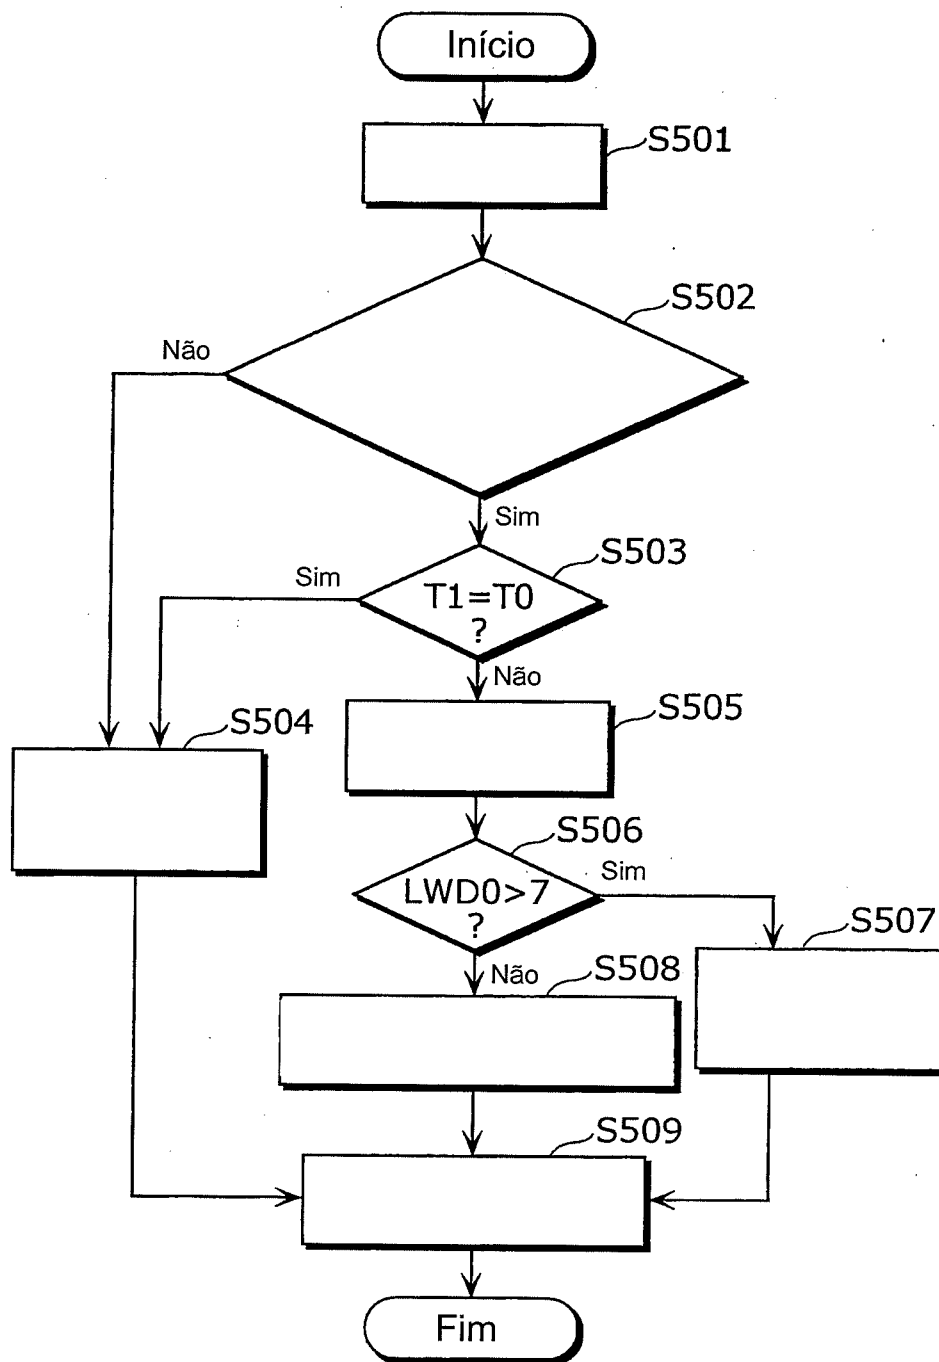 Início
S501
S502
Não
Sim
S503
Sim
T1=T0
?
Não
S505
S504
S506
LWD0>7
?
Sim
S507
Não
S508
S509
Fim